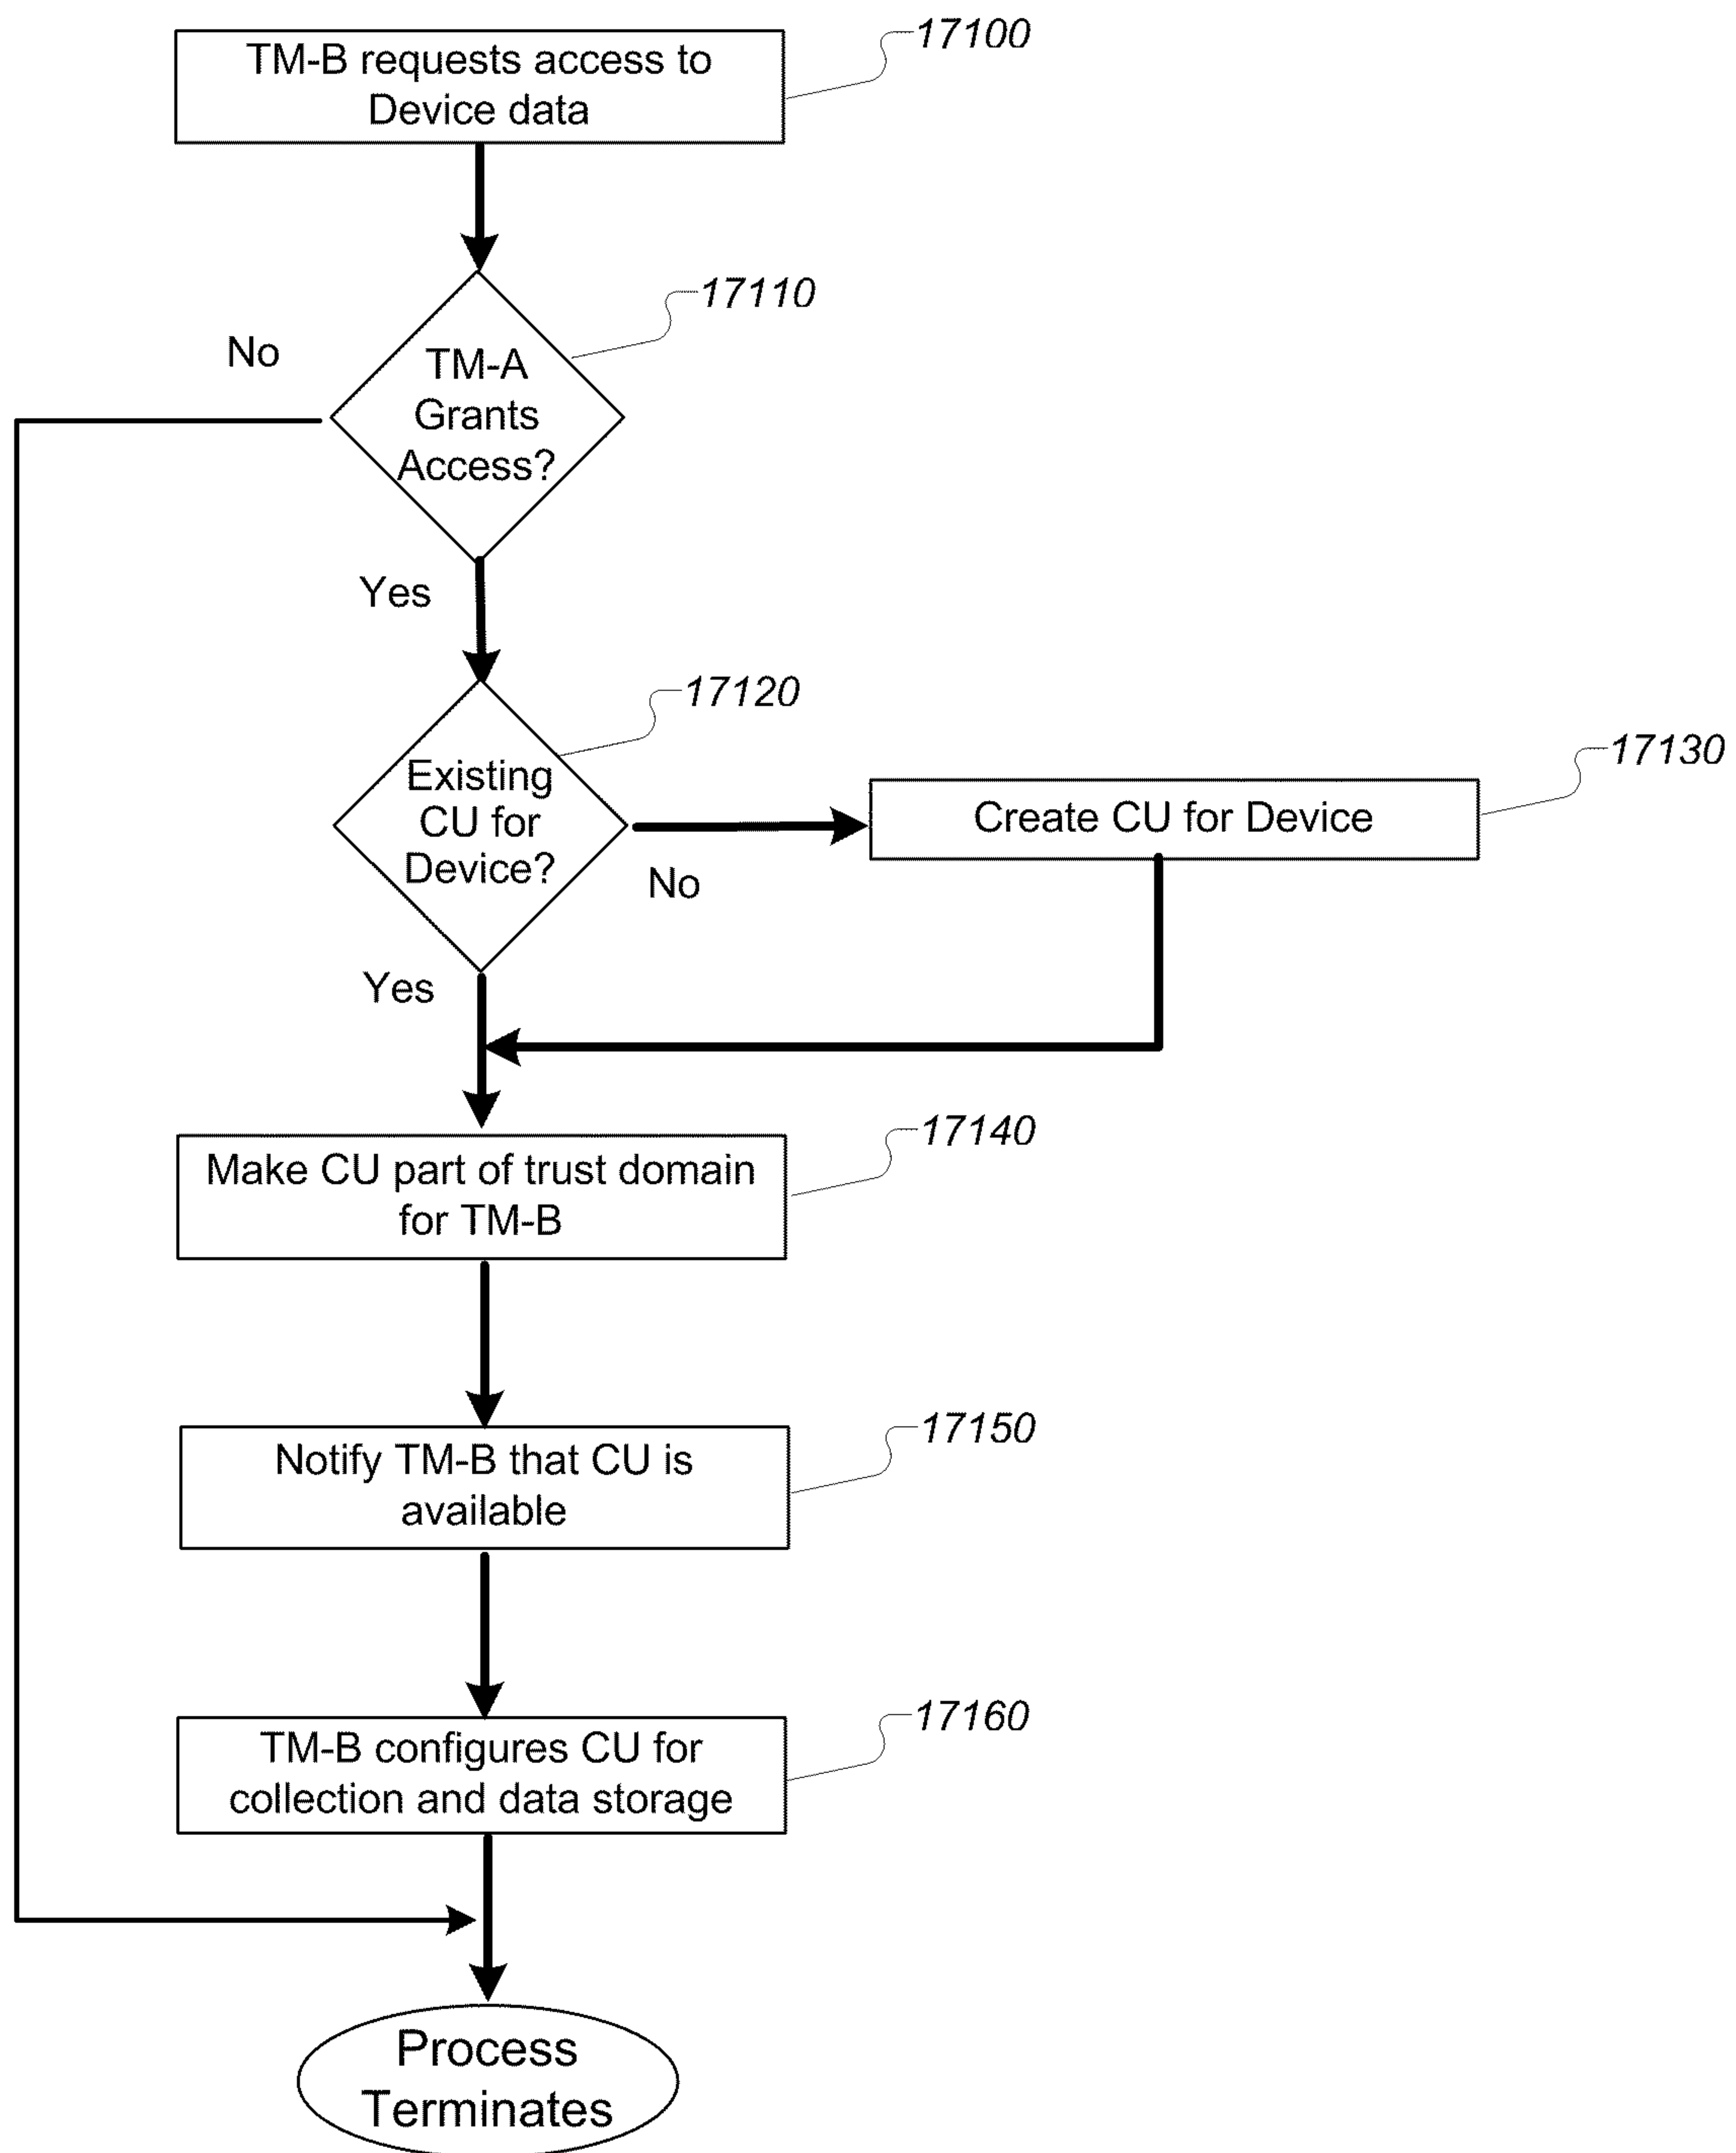 17100
TM-B requests access to
Device data
17110
No
TM-A
Grants
Access?
Yes
17120
17130
Existing
CU for
Device?
Create CU for Device
No
Yes
17140
Make CU part of trust domain
for TM-B
17150
Notify TM-B that CU is
available
17160
TM-B configures CU for
collection and data storage
Process
Terminates